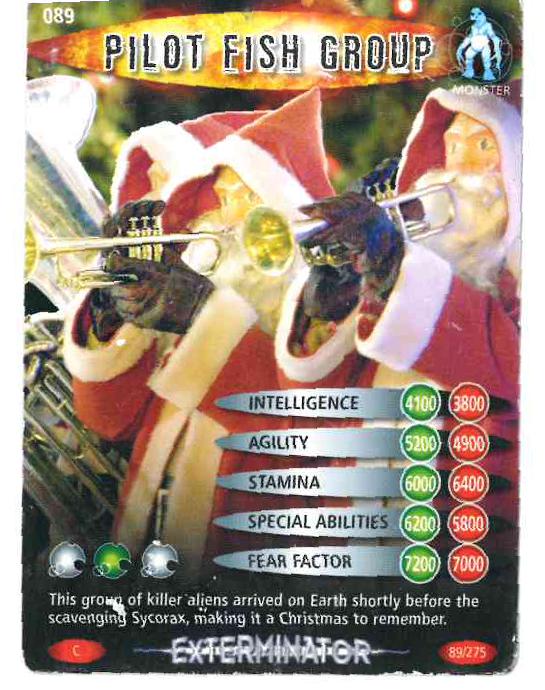 089
PILOT FISH GROUP
MONSTER
INTELLIGENCE 4100 3800
AGILITY 5200 4900
STAMINA 6000 6400
SPECIAL ABILITIES 6200 5800
FEAR FACTOR 7200 7000
This group of killer aliens arrived on Earth shortly before the
scavenging Sycorax, making it a Christmas to remember.
C EXTERMINATOR 89/275